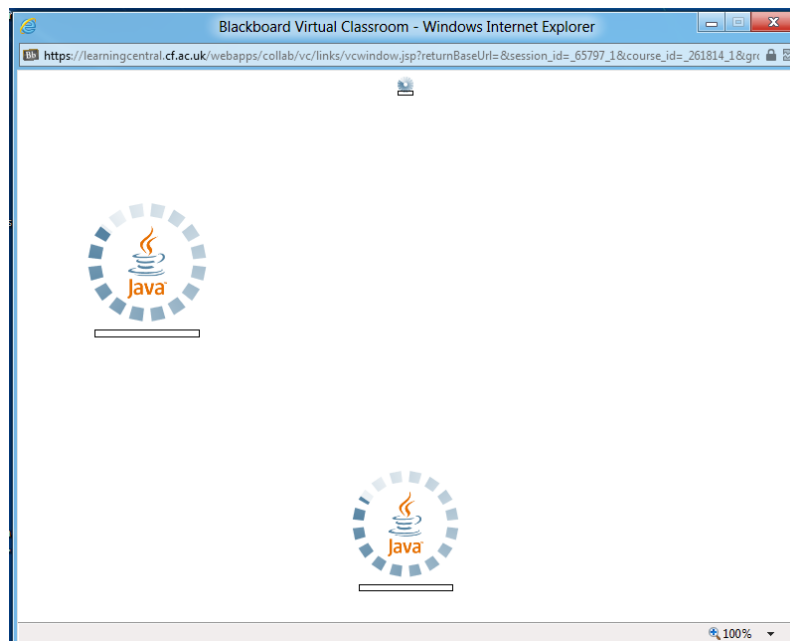 Blackboard Virtual Classroom - Windows Internet Explorer
https://learningcentral.cf.ac.uk/webapps/collab/vc/links/vcwindow.jsp?returnBaseUrl=&session_id=_65797_1&course_id=_261814_1&gr
Java
Java
100%